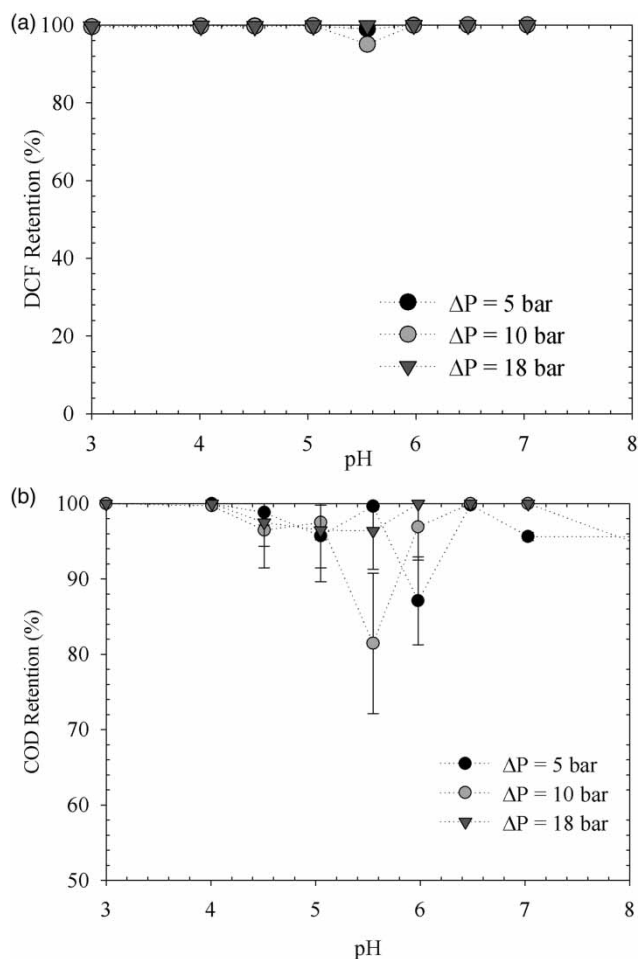 (a)
100
80
60
40
20
0
DCF Retention (%)
3 4 5 6 7 8
pH
ΔP = 5 bar
ΔP = 10 bar
ΔP = 18 bar
(b)
100
90
80
70
60
50
COD Retention (%)
3 4 5 6 7 8
pH
ΔP = 5 bar
ΔP = 10 bar
ΔP = 18 bar